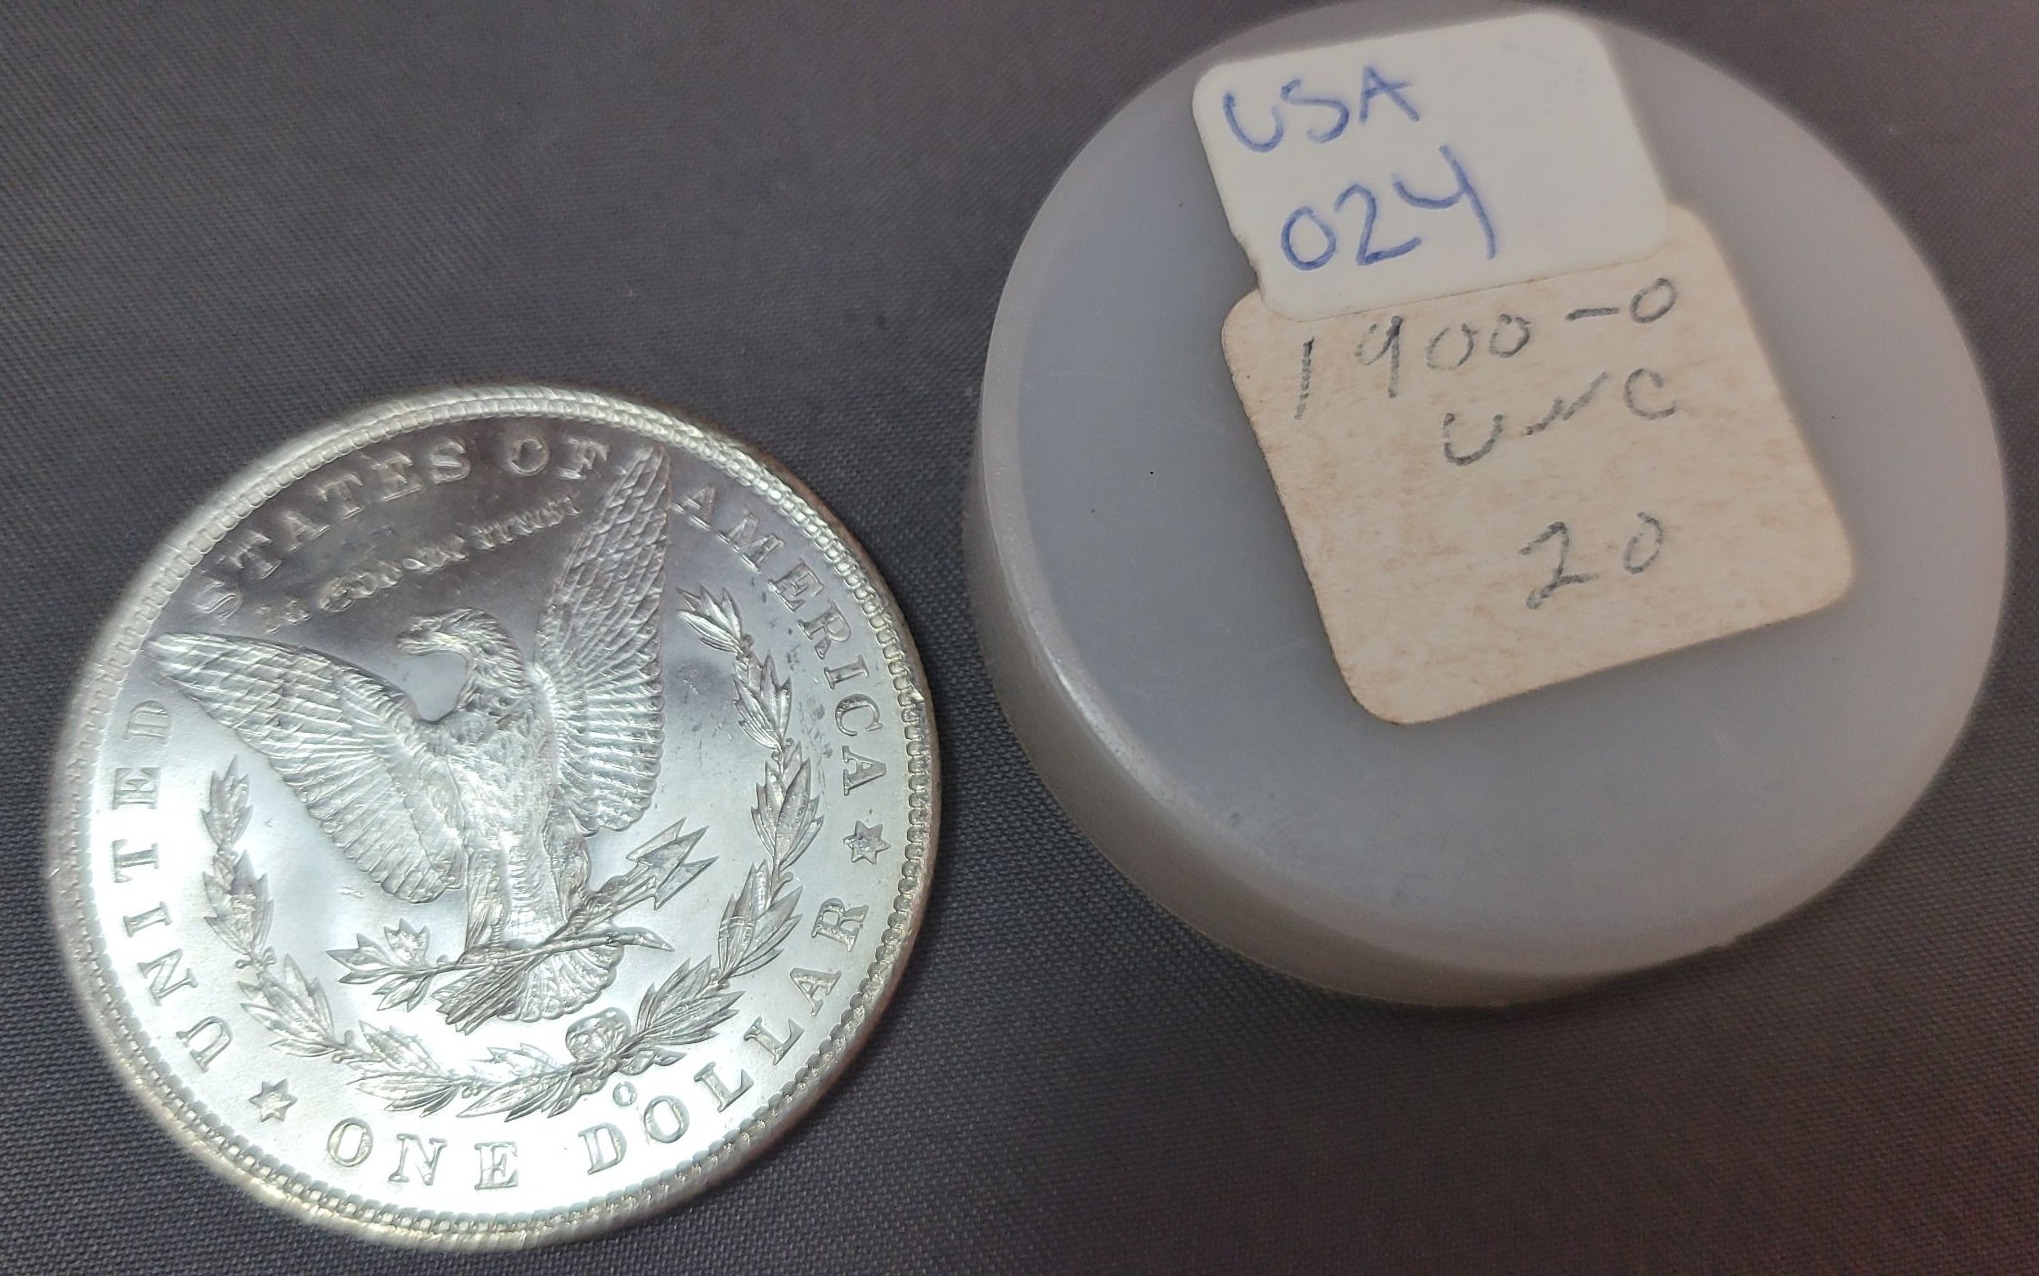 UNITED STATES OF AMERICA
IN GOD WE TRUST
O
ONE DOLLAR
USA
024
1900-O
UNC
20